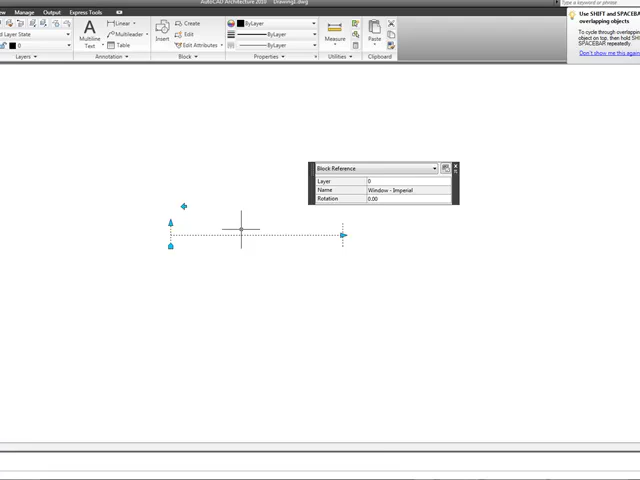 AutoCAD Architecture 2010 Drawing1.dwg
Type a keyword or phrase
Manage Output Express Tools
Layer State
0
Layers
Multiline
Text
Linear
Multileader
Table
Annotation
Insert
Create
Edit
Edit Attributes
Block
ByLayer
ByLayer
ByLayer
Properties
Measure
Utilities
Paste
Clipboard
Use SHIFT and SPACEBAR
overlapping objects
To cycle through overlapping
object on top, then hold
SPACEBAR repeatedly.
Don't show me this again
Block Reference
Layer 0
Name Window - Imperial
Rotation 0.00